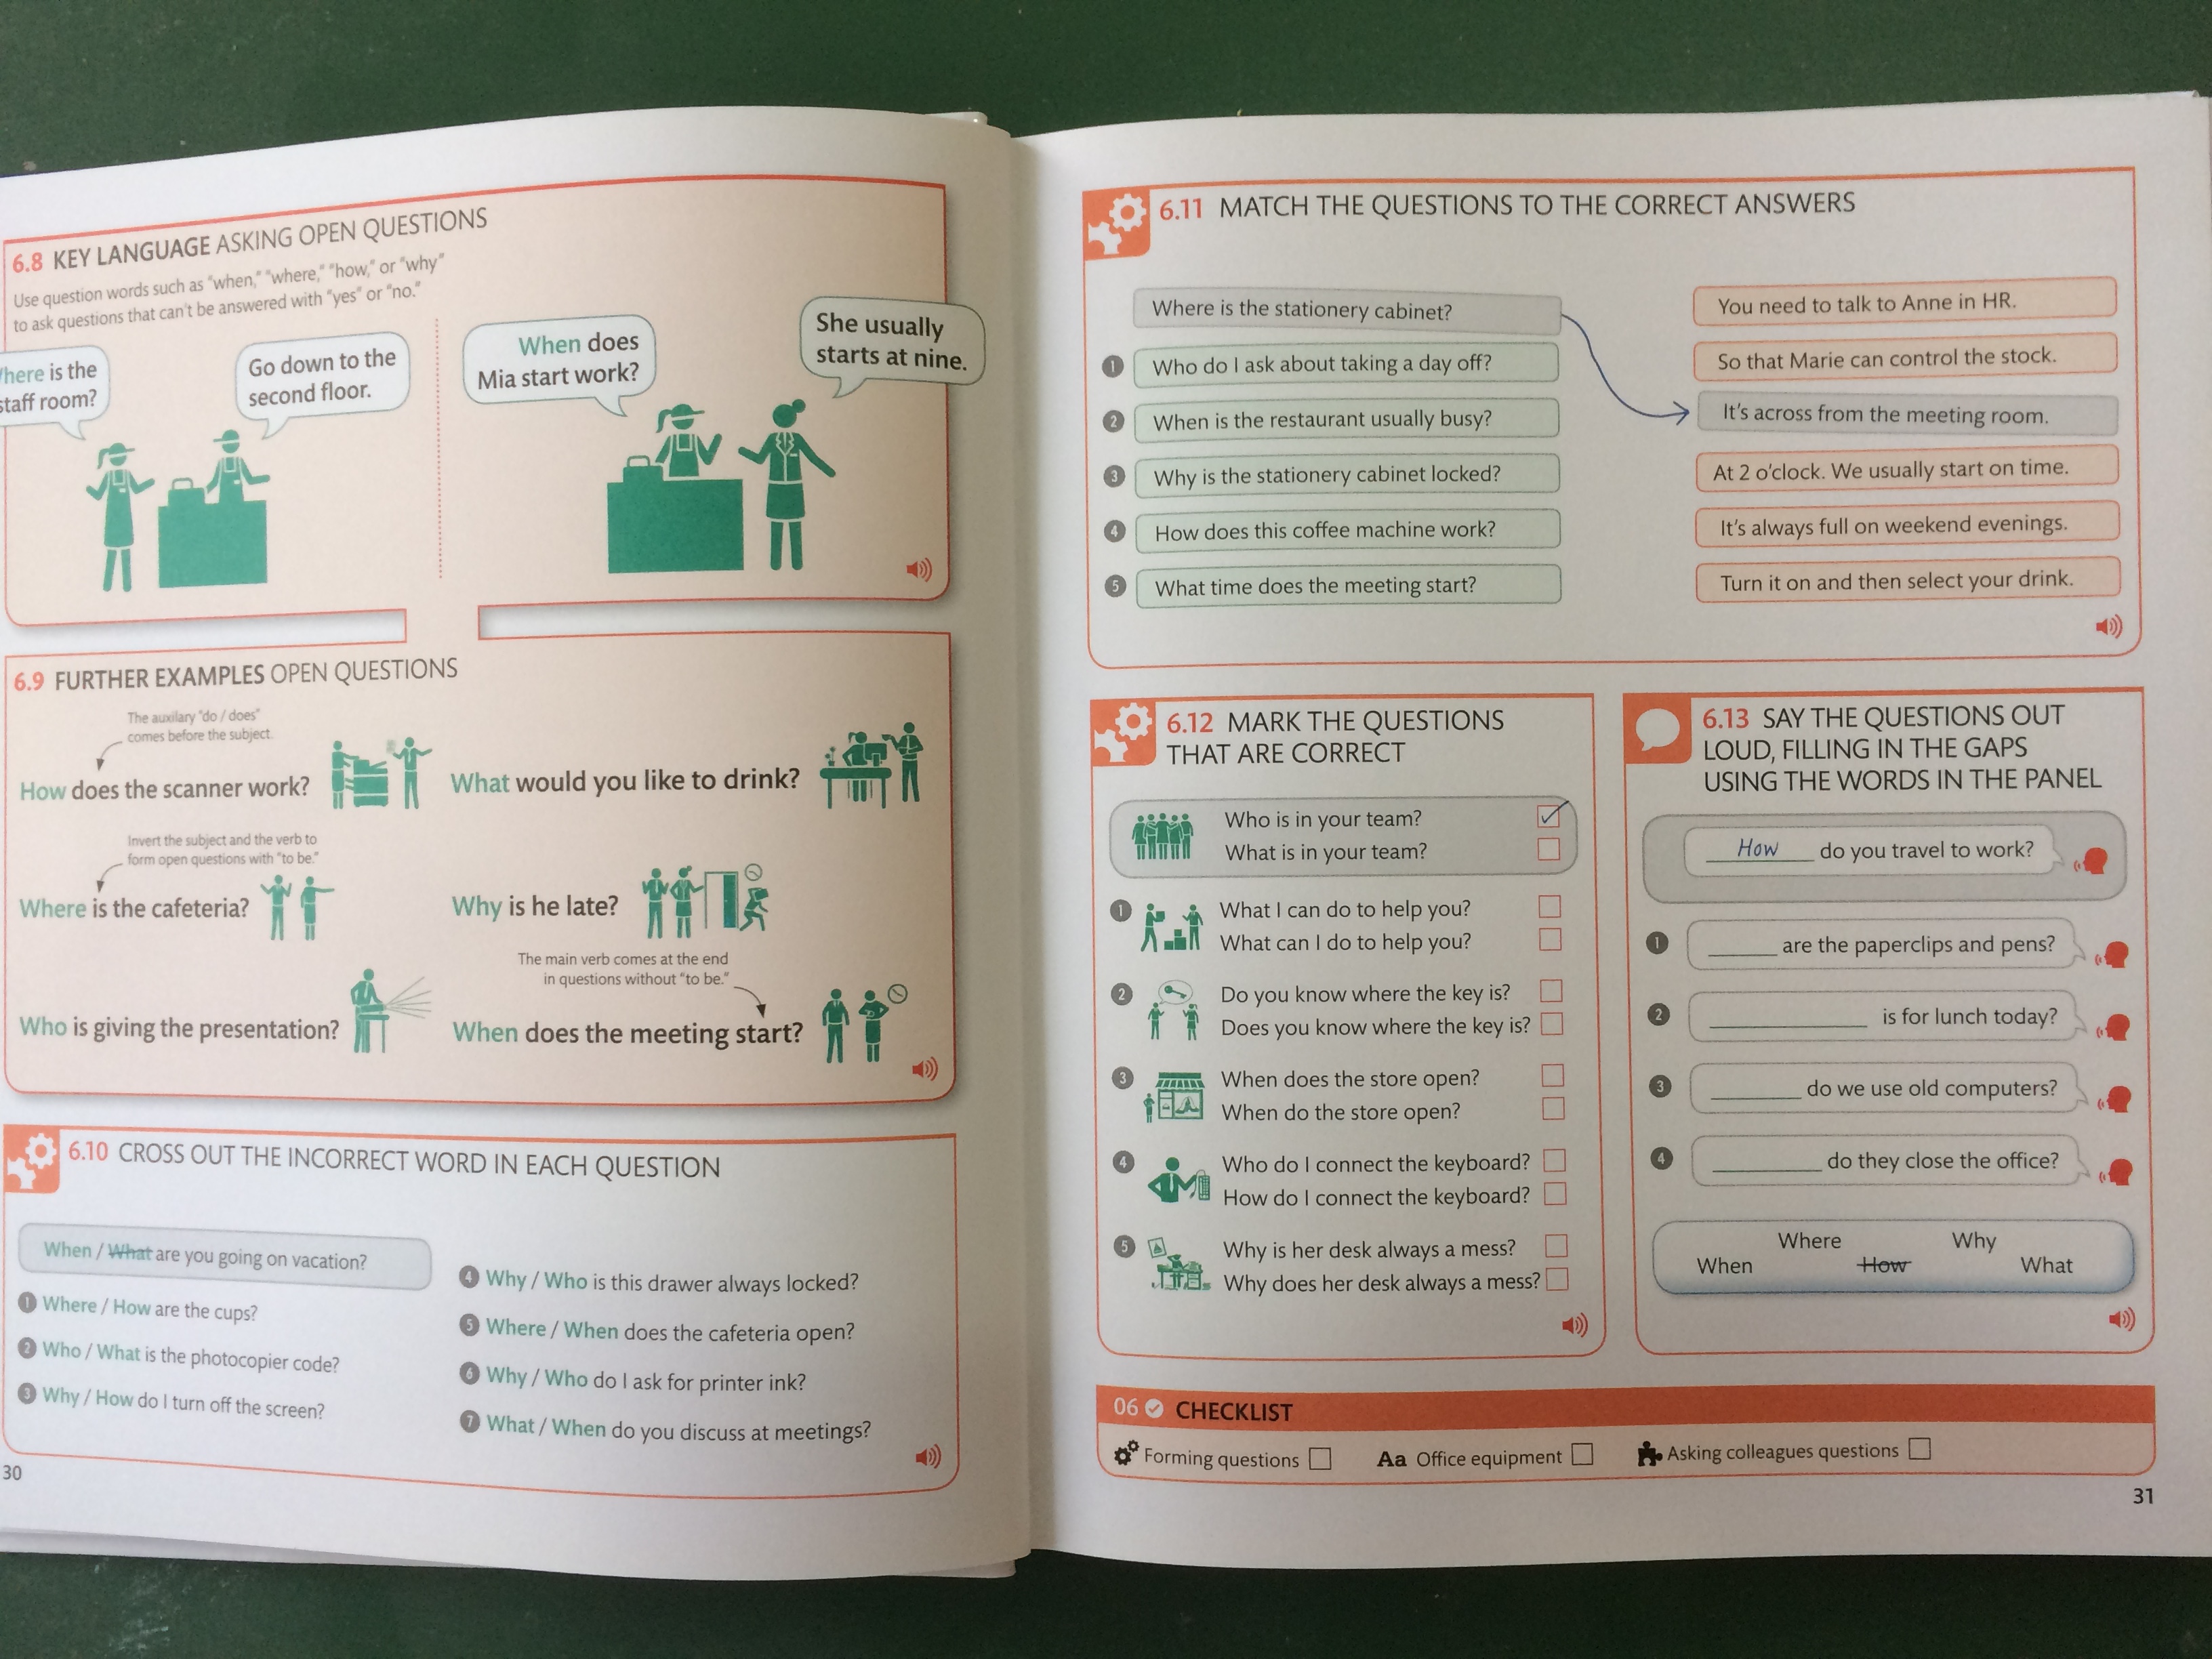 6.8 KEY LANGUAGE ASKING OPEN QUESTIONS
Use question words such as "when," "where," "how," or "why"
to ask questions that can't be answered with "yes" or "no."
is the
staff room?
Go down to the
second floor.
When does
Mia start work?
She usually
starts at nine.
6.9 FURTHER EXAMPLES OPEN QUESTIONS
The auxiliary "do / does"
comes before the subject.
How does the scanner work?
What would you like to drink?
Invert the subject and the verb to
form open questions with "to be."
Where is the cafeteria?
Why is he late?
The main verb comes at the end
in questions without "to be."
Who is giving the presentation?
When does the meeting start?
6.10 CROSS OUT THE INCORRECT WORD IN EACH QUESTION
When / What are you going on vacation?
1 Where / How are the cups?
2 Who / What is the photocopier code?
3 Why / How do I turn off the screen?
4 Why / Who is this drawer always locked?
5 Where / When does the cafeteria open?
6 Why / Who do I ask for printer ink?
7 What / When do you discuss at meetings?
30
6.11 MATCH THE QUESTIONS TO THE CORRECT ANSWERS
Where is the stationery cabinet?
1 Who do I ask about taking a day off?
2 When is the restaurant usually busy?
3 Why is the stationery cabinet locked?
4 How does this coffee machine work?
5 What time does the meeting start?
You need to talk to Anne in HR.
So that Marie can control the stock.
It's across from the meeting room.
At 2 o'clock. We usually start on time.
It's always full on weekend evenings.
Turn it on and then select your drink.
6.12 MARK THE QUESTIONS
THAT ARE CORRECT
Who is in your team?
What is in your team?
1 What I can do to help you?
What can I do to help you?
2 Do you know where the key is?
Does you know where the key is?
3 When does the store open?
When do the store open?
4 Who do I connect the keyboard?
How do I connect the keyboard?
5 Why is her desk always a mess?
Why does her desk always a mess?
6.13 SAY THE QUESTIONS OUT
LOUD, FILLING IN THE GAPS
USING THE WORDS IN THE PANEL
How do you travel to work?
1 are the paperclips and pens?
2 is for lunch today?
3 do we use old computers?
4 do they close the office?
Where Why
When How What
06 CHECKLIST
Forming questions Aa Office equipment Asking colleagues questions
31